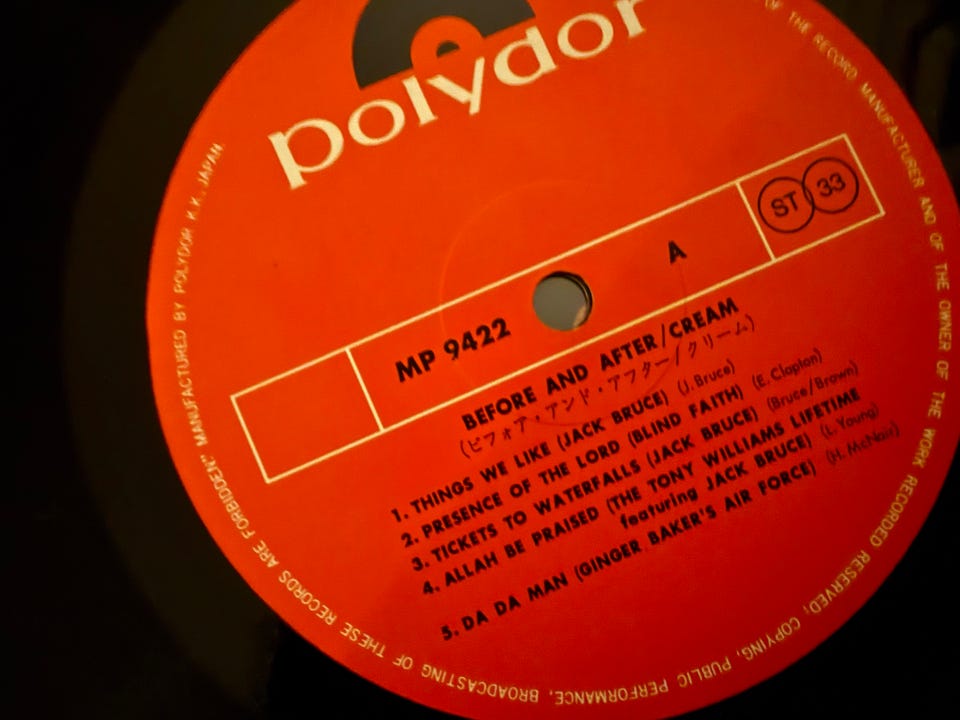 polydor
ST 33
A
MP 9422
BEFORE AND AFTER/CREAM
(ビフォア・アンド・アフター/クリーム)
1. THINGS WE LIKE (JACK BRUCE) (J. Bruce)
2. PRESENCE OF THE LORD (BLIND FAITH) (E. Clapton)
3. TICKETS TO WATERFALLS (JACK BRUCE) (Bruce/Brown)
4. ALLAH BE PRAISED (THE TONY WILLIAMS LIFETIME
featuring JACK BRUCE) (L. Young)
5. DA DA MAN (GINGER BAKER'S AIR FORCE) (H. McNair)
OF THE RECORD MANUFACTURER AND OF THE OWNER OF THE WORK RECORDED RESERVED, COPYING, PUBLIC PERFORMANCE, BROADCASTING OF THESE RECORDS ARE FORBIDDEN." MANUFACTURED BY POLYDOR K.K. JAPAN